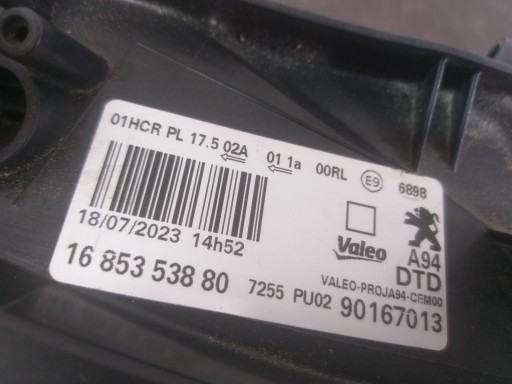 01HCR PL 17.5 02A 01 1a 00RL E9 6898
18/07/2023 14h52
Valeo A94
DTD
16 853 538 80 7255 PU02
VALEO-PROJA94-CEM00
90167013